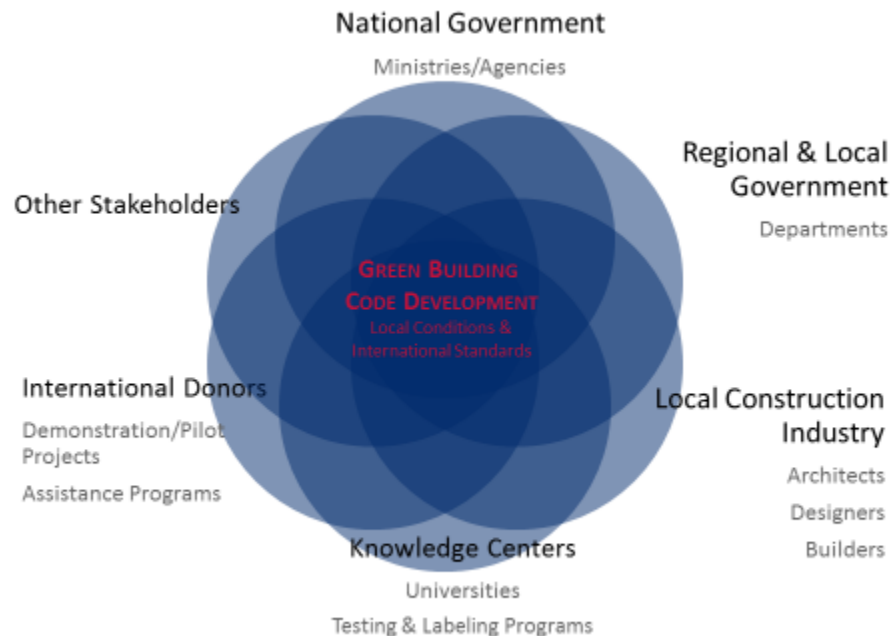 National Government
Ministries/Agencies
Regional & Local
Government
Departments
Other Stakeholders
GREEN BUILDING
CODE DEVELOPMENT
Local Conditions &
International Standards
International Donors
Demonstration/Pilot
Projects
Assistance Programs
Local Construction
Industry
Architects
Designers
Builders
Knowledge Centers
Universities
Testing & Labeling Programs